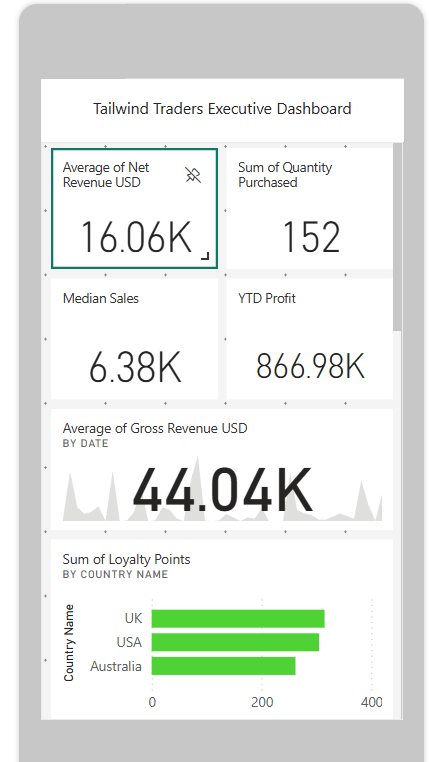 Tailwind Traders Executive Dashboard
Average of Net
Revenue USD
16.06K
Sum of Quantity
Purchased
152
Median Sales
6.38K
YTD Profit
866.98K
Average of Gross Revenue USD
BY DATE
44.04K
Sum of Loyalty Points
BY COUNTRY NAME
Country Name
UK
USA
Australia
0 200 400